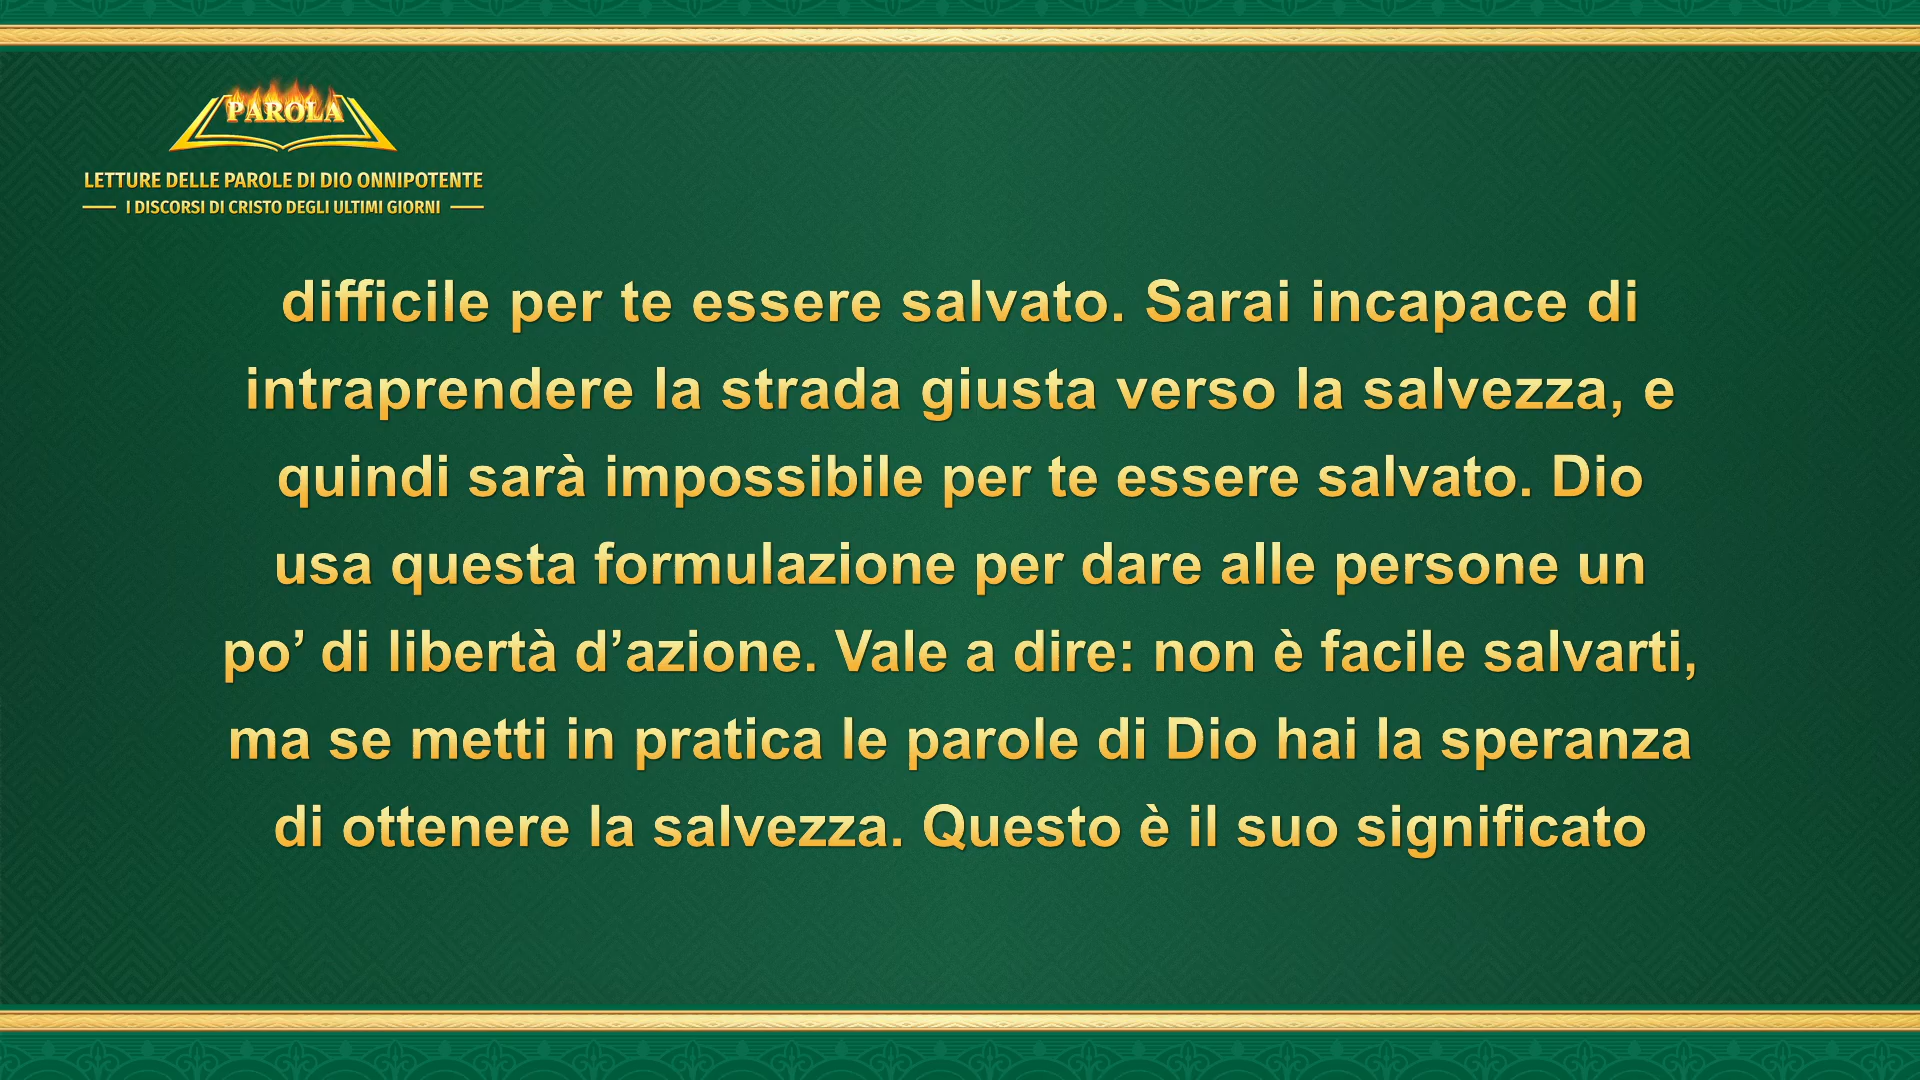 PAROLA
LETTURE DELLE PAROLE DI DIO ONNIPOTENTE
I DISCORSI DI CRISTO DEGLI ULTIMI GIORNI
difficile per te essere salvato. Sarai incapace di
intraprendere la strada giusta verso la salvezza, e
quindi sarà impossibile per te essere salvato. Dio
usa questa formulazione per dare alle persone un
po’ di libertà d’azione. Vale a dire: non è facile salvarti,
ma se metti in pratica le parole di Dio hai la speranza
di ottenere la salvezza. Questo è il suo significato